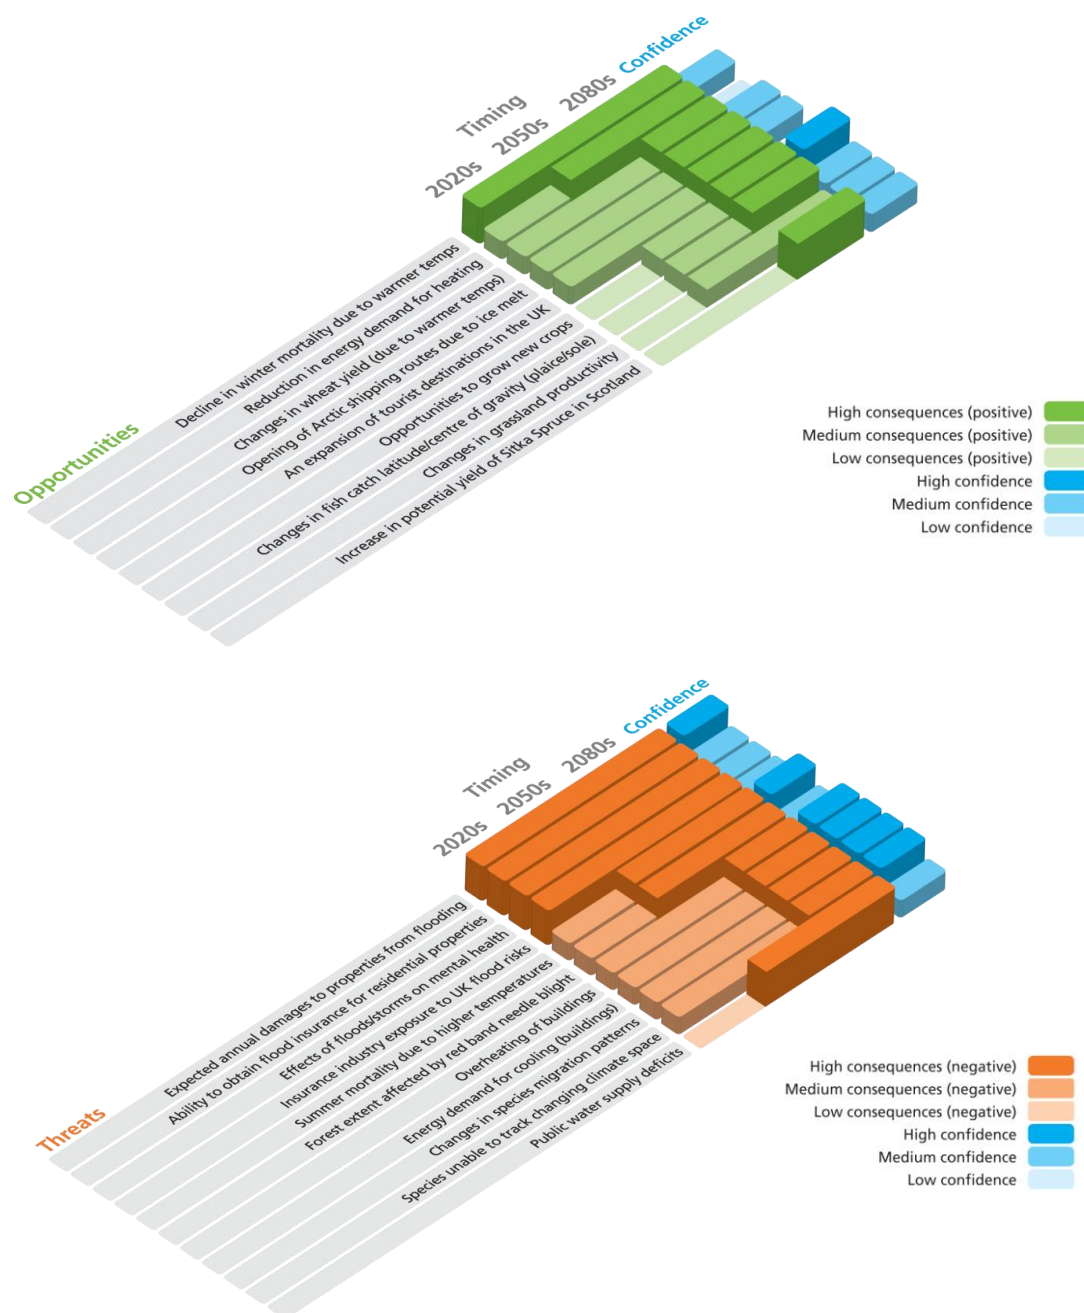 Confidence
Timing
2020s
2050s
2080s
Opportunities
Decline in winter mortality due to warmer temps
Reduction in energy demand for heating
Changes in wheat yield (due to warmer temps)
Opening of Arctic shipping routes due to ice melt
An expansion of tourist destinations in the UK
Opportunities to grow new crops
Changes in fish catch latitude/centre of gravity (plaice/sole)
Changes in grassland productivity
Increase in potential yield of Sitka Spruce in Scotland
High consequences (positive)
Medium consequences (positive)
Low consequences (positive)
High confidence
Medium confidence
Low confidence
Confidence
Timing
2020s
2050s
2080s
Threats
Expected annual damages to properties from flooding
Ability to obtain flood insurance for residential properties
Effects of floods/storms on mental health
Insurance industry exposure to UK flood risks
Summer mortality due to higher temperatures
Forest extent affected by red band needle blight
Overheating of buildings
Energy demand for cooling (buildings)
Changes in species migration patterns
Species unable to track changing climate space
Public water supply deficits
High consequences (negative)
Medium consequences (negative)
Low consequences (negative)
High confidence
Medium confidence
Low confidence